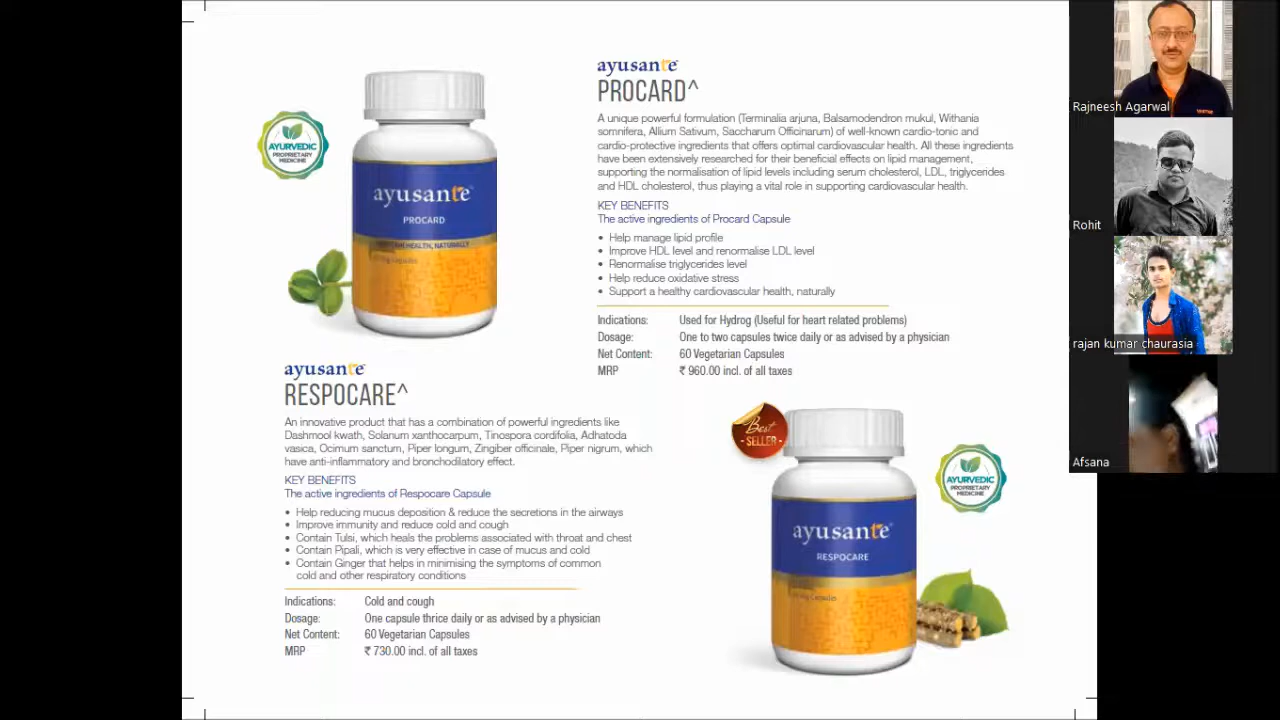 ayusante
PROCARD^
A unique powerful formulation (Terminalia arjuna, Balsamodendron mukul, Withania
somnifera, Allium Sativum, Saccharum Officinarum) of well-known cardio-tonic and
cardio-protective ingredients that offers optimal cardiovascular health. All these ingredients
have been extensively researched for their beneficial effects on lipid management,
supporting the normalisation of lipid levels including serum cholesterol, LDL, triglycerides
and HDL cholesterol, thus playing a vital role in supporting cardiovascular health.
KEY BENEFITS
The active ingredients of Procard Capsule
• Help manage lipid profile
• Improve HDL level and renormalise LDL level
• Renormalise triglycerides level
• Help reduce oxidative stress
• Support a healthy cardiovascular health, naturally
Indications: Used for Hydrog (Useful for heart related problems)
Dosage: One to two capsules twice daily or as advised by a physician
Net Content: 60 Vegetarian Capsules
MRP ₹ 960.00 incl. of all taxes
AYURVEDIC
PROPRIETARY
MEDICINE
ayusante
PROCARD
HEALTH, NATURALLY
Capsules
ayusante
RESPOCARE^
An innovative product that has a combination of powerful ingredients like
Dashmool kwath, Solanum xanthocarpum, Tinospora cordifolia, Adhatoda
vasica, Ocimum sanctum, Piper longum, Zingiber officinale, Piper nigrum, which
have anti-inflammatory and bronchodilatory effect.
KEY BENEFITS
The active ingredients of Respocare Capsule
• Help reducing mucus deposition & reduce the secretions in the airways
• Improve immunity and reduce cold and cough
• Contain Tulsi, which heals the problems associated with throat and chest
• Contain Pipali, which is very effective in case of mucus and cold
• Contain Ginger that helps in minimising the symptoms of common
cold and other respiratory conditions
Indications: Cold and cough
Dosage: One capsule thrice daily or as advised by a physician
Net Content: 60 Vegetarian Capsules
MRP ₹ 730.00 incl. of all taxes
Best
- SELLER -
AYURVEDIC
PROPRIETARY
MEDICINE
ayusante
RESPOCARE
Capsules
Rajneesh Agarwal
Rohit
rajan kumar chaurasia
Afsana